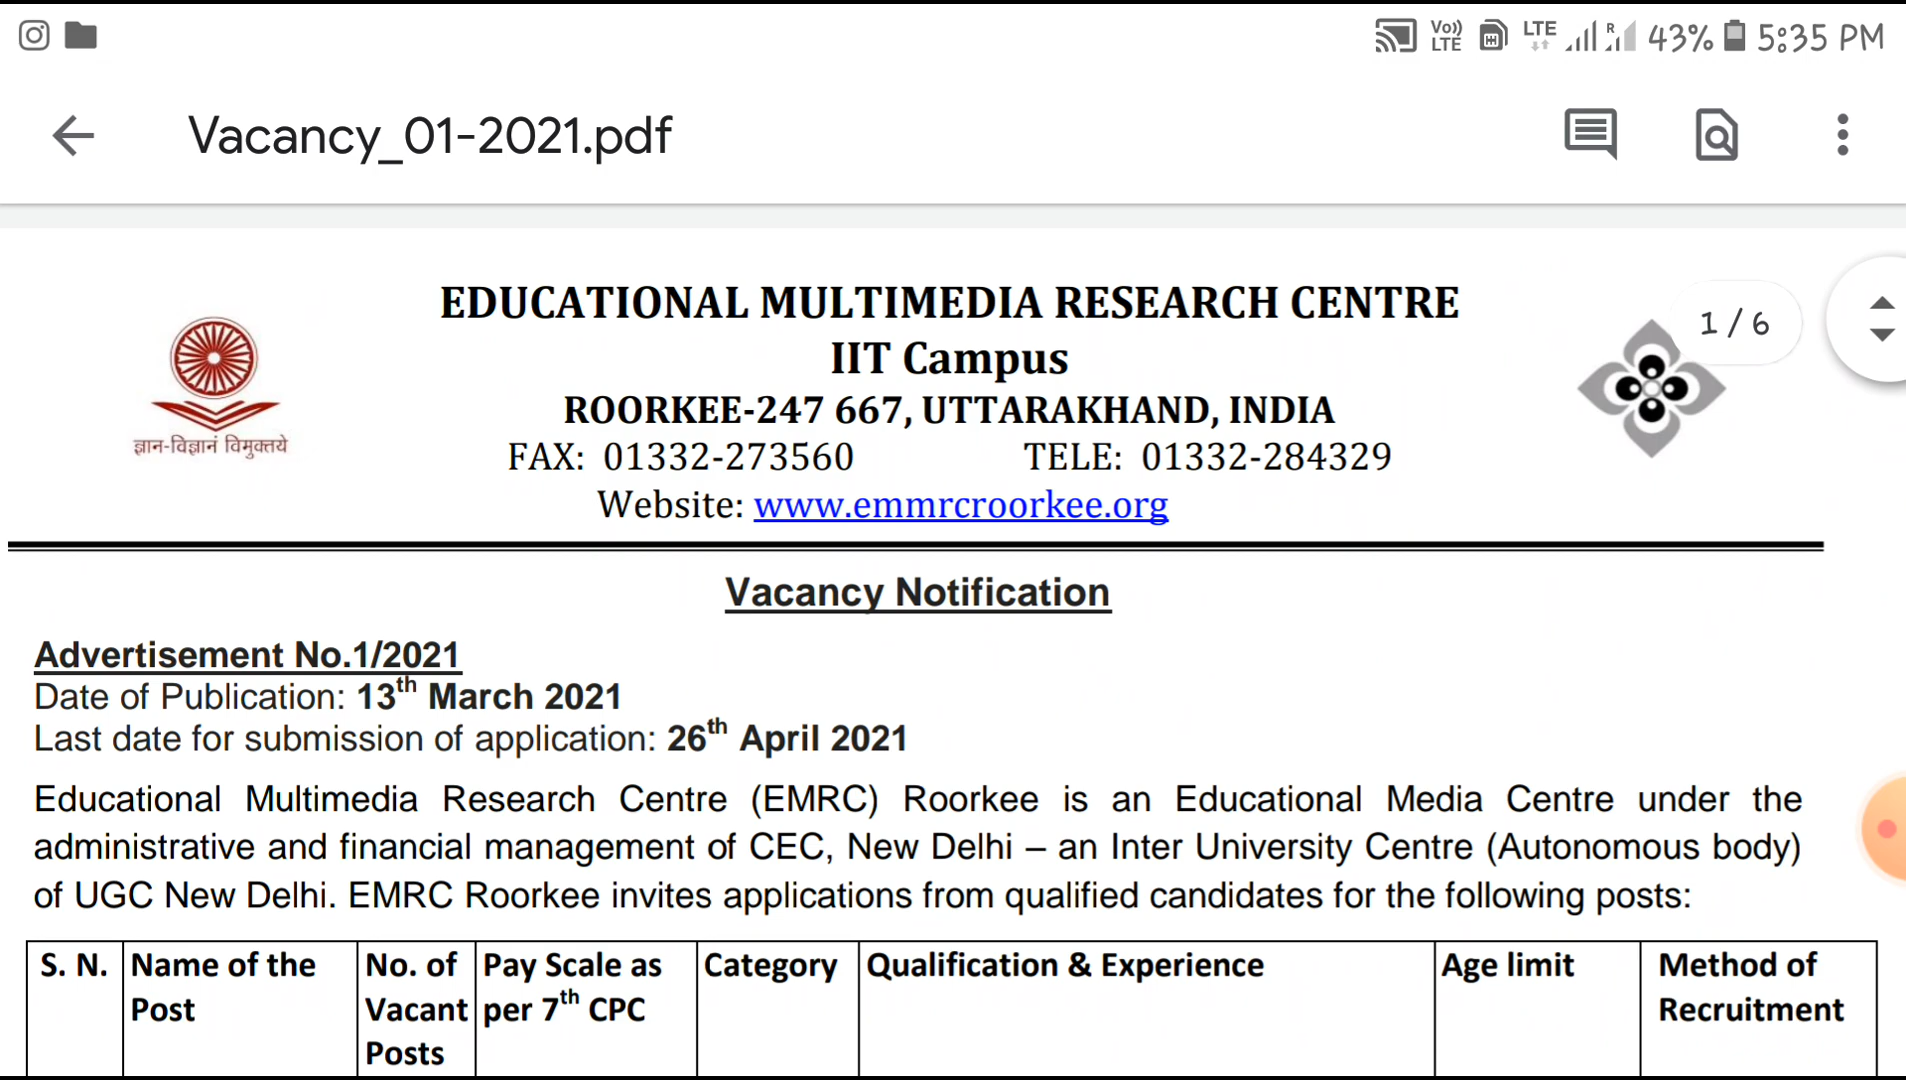 Vo)) LTE LTE R 43% 5:35 PM
Vacancy_01-2021.pdf
EDUCATIONAL MULTIMEDIA RESEARCH CENTRE
IIT Campus
1 / 6
ROORKEE-247 667, UTTARAKHAND, INDIA
ज्ञान-विज्ञानं विमुक्तये
FAX: 01332-273560 TELE: 01332-284329
Website: www.emmrcroorkee.org
Vacancy Notification
Advertisement No.1/2021
Date of Publication: 13th March 2021
Last date for submission of application: 26th April 2021
Educational Multimedia Research Centre (EMRC) Roorkee is an Educational Media Centre under the
administrative and financial management of CEC, New Delhi – an Inter University Centre (Autonomous body)
of UGC New Delhi. EMRC Roorkee invites applications from qualified candidates for the following posts:
S. N. Name of the No. of Pay Scale as Category Qualification & Experience Age limit Method of
Post Vacant per 7th CPC Recruitment
Posts